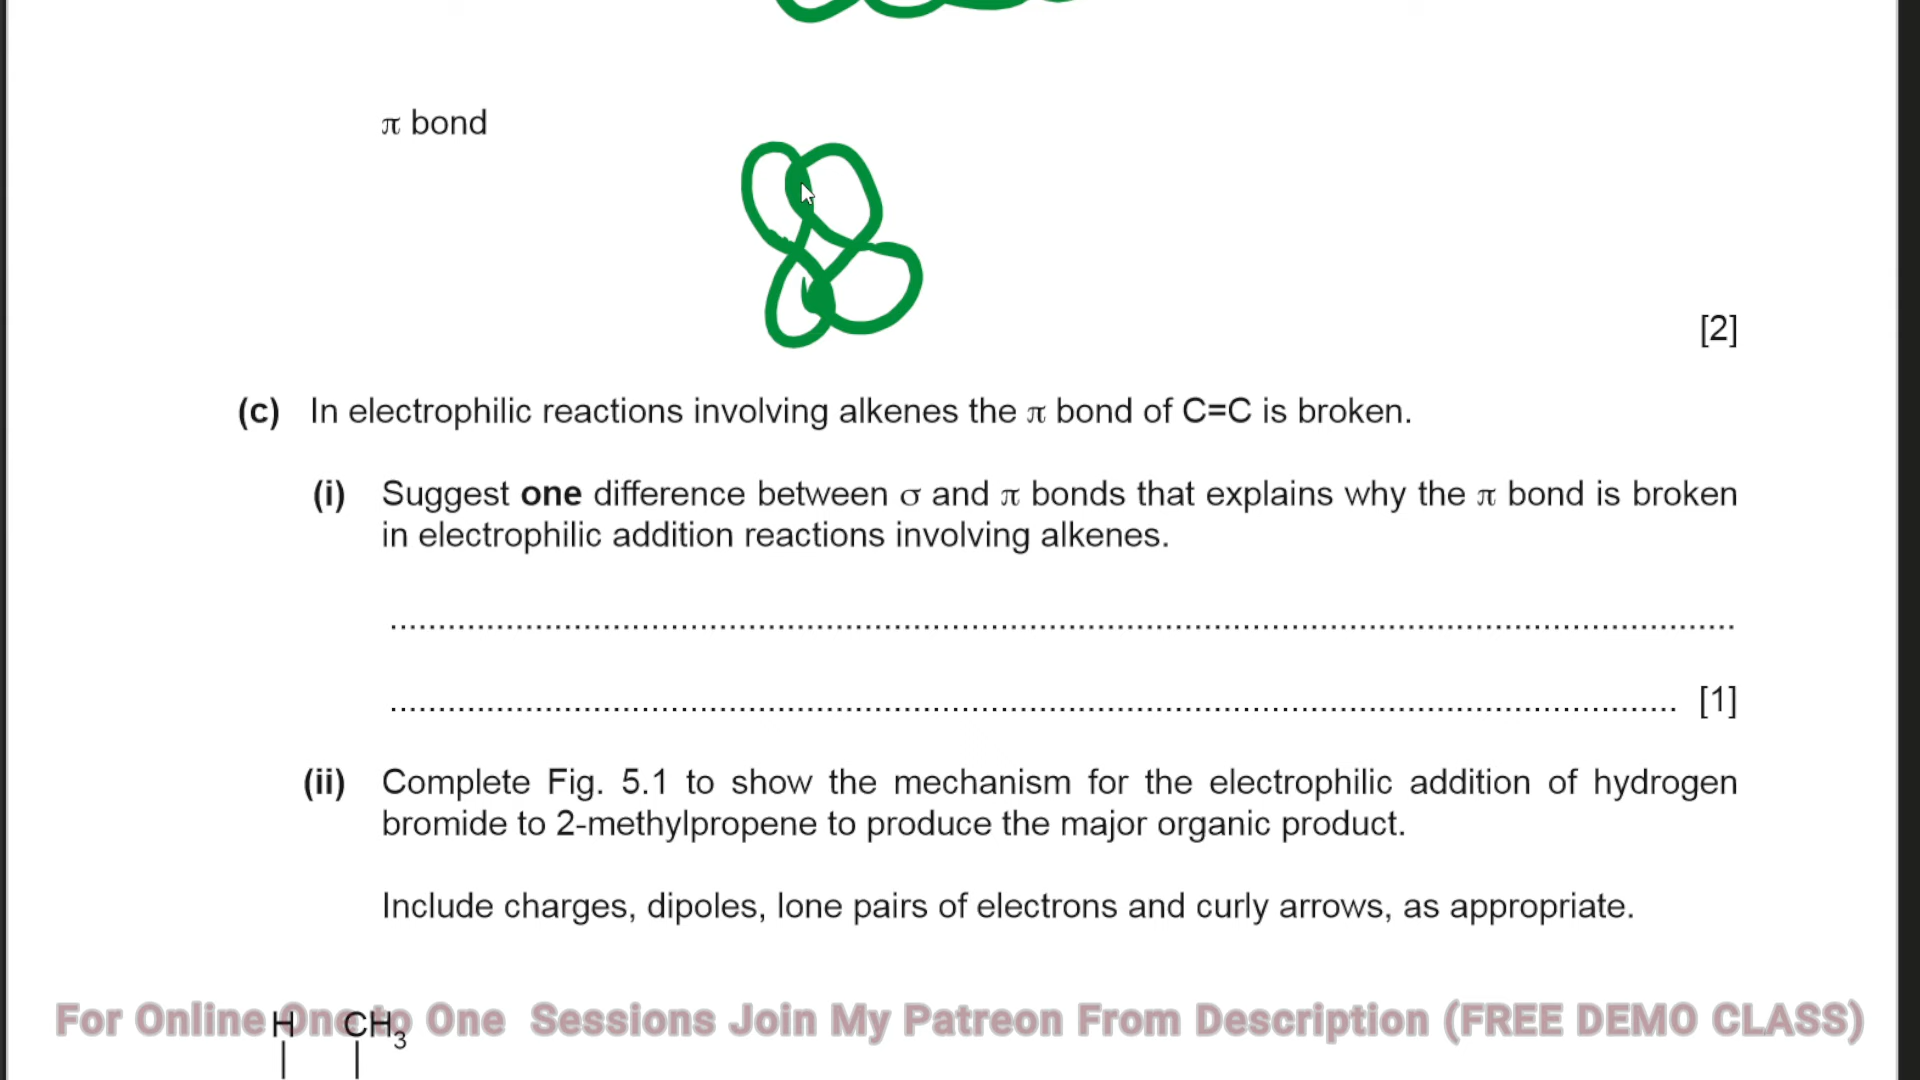 π bond
[2]
(c) In electrophilic reactions involving alkenes the π bond of C=C is broken.
(i) Suggest one difference between σ and π bonds that explains why the π bond is broken
in electrophilic addition reactions involving alkenes.
[1]
(ii) Complete Fig. 5.1 to show the mechanism for the electrophilic addition of hydrogen
bromide to 2-methylpropene to produce the major organic product.
Include charges, dipoles, lone pairs of electrons and curly arrows, as appropriate.
For Online One to One Sessions Join My Patreon From Description (FREE DEMO CLASS)
H CH3